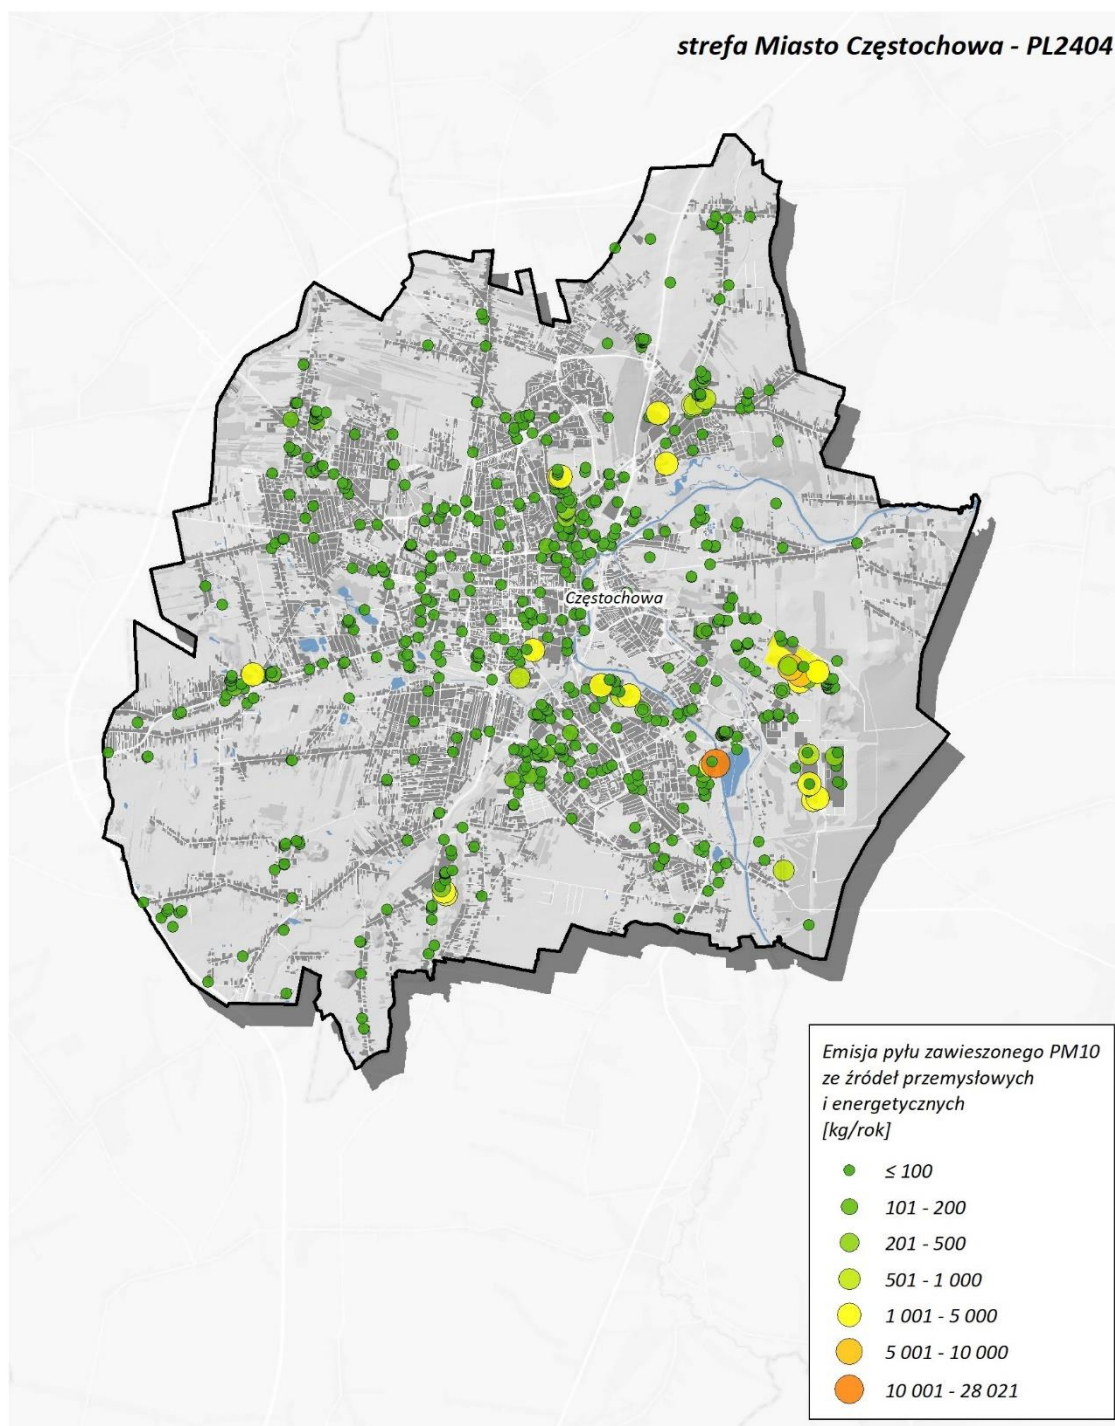 strefa Miasto Częstochowa - PL2404
Częstochowa
Emisja pyłu zawieszonego PM10
ze źródeł przemysłowych
i energetycznych
[kg/rok]
≤ 100
101 - 200
201 - 500
501 - 1 000
1 001 - 5 000
5 001 - 10 000
10 001 - 28 021